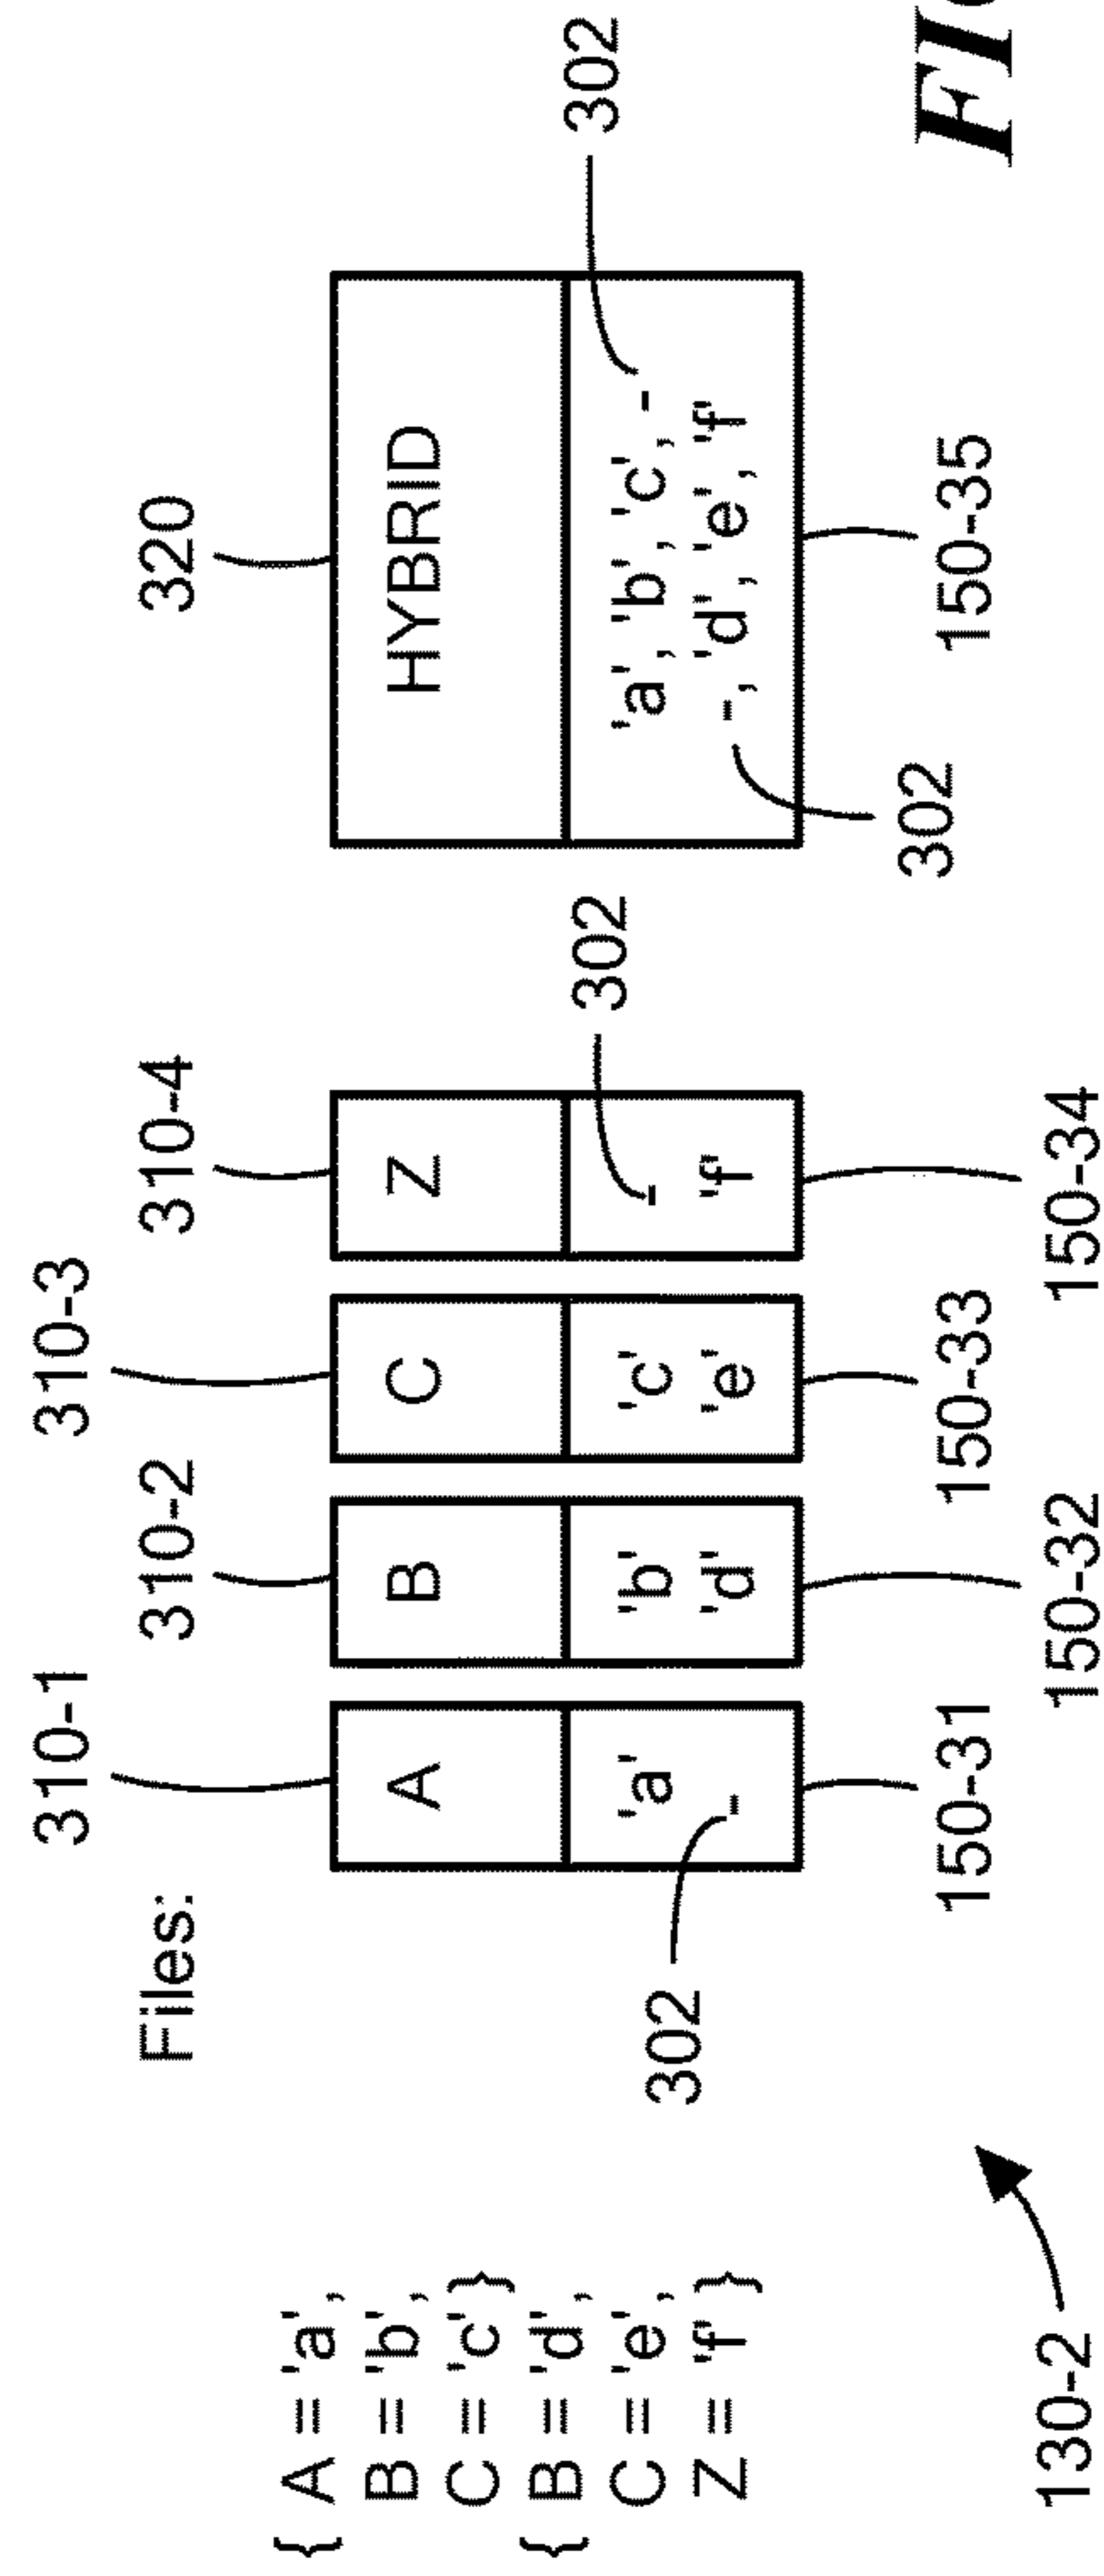 { A = 'a',
B = 'b',
C = 'c' }
{ B = 'd',
C = 'e',
Z = 'f' }
130-2
Files:
310-1
310-2
310-3
310-4
320
A
B
C
Z
HYBRID
'a'
'b'
'c'
-
'a', 'b', 'c', -
-
'd'
'e'
'f'
-, 'd', 'e', 'f'
302
302
302
302
150-31
150-32
150-33
150-34
150-35